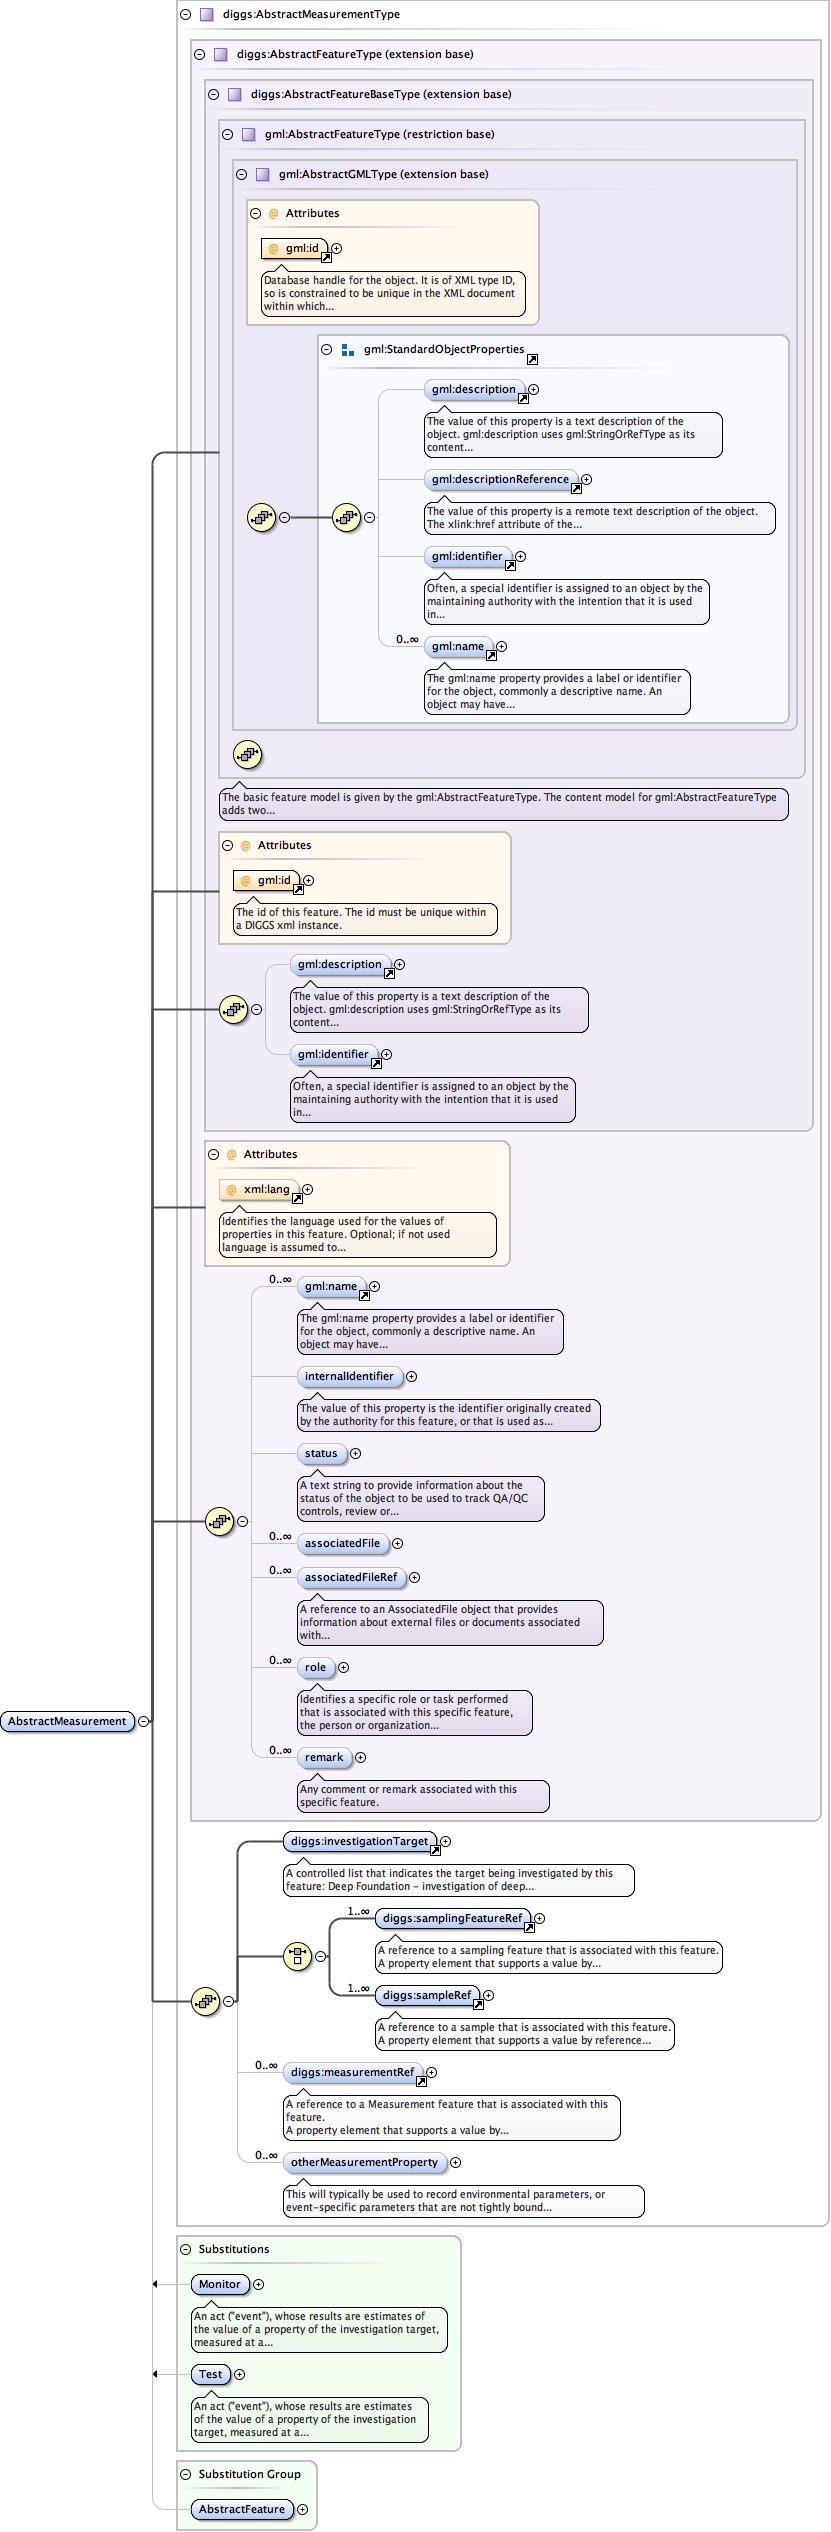 diggs:AbstractMeasurementType
diggs:AbstractFeatureType (extension base)
diggs:AbstractFeatureBaseType (extension base)
gml:AbstractFeatureType (restriction base)
gml:AbstractGMLType (extension base)
@ Attributes
@ gml:id
Database handle for the object. It is of XML type ID,
so is constrained to be unique in the XML document
within which...
gml:StandardObjectProperties
gml:description
The value of this property is a text description of the
object. gml:description uses gml:StringOrRefType as its
content...
gml:descriptionReference
The value of this property is a remote text description of the object.
The xlink:href attribute of the...
gml:identifier
Often, a special identifier is assigned to an object by the
maintaining authority with the intention that it is used
in...
0..∞
gml:name
The gml:name property provides a label or identifier
for the object, commonly a descriptive name. An
object may have...
The basic feature model is given by the gml:AbstractFeatureType. The content model for gml:AbstractFeatureType
adds two...
@ Attributes
@ gml:id
The id of this feature. The id must be unique within
a DIGGS xml instance.
gml:description
The value of this property is a text description of the
object. gml:description uses gml:StringOrRefType as its
content...
gml:identifier
Often, a special identifier is assigned to an object by the
maintaining authority with the intention that it is used
in...
@ Attributes
@ xml:lang
Identifies the language used for the values of
properties in this feature. Optional; if not used
language is assumed to...
0..∞
gml:name
The gml:name property provides a label or identifier
for the object, commonly a descriptive name. An
object may have...
internalIdentifier
The value of this property is the identifier originally created
by the authority for this feature, or that is used as...
status
A text string to provide information about the
status of the object to be used to track QA/QC
controls, review or...
0..∞
associatedFile
0..∞
associatedFileRef
A reference to an AssociatedFile object that provides
information about external files or documents associated
with...
0..∞
role
Identifies a specific role or task performed
that is associated with this specific feature,
the person or organization...
AbstractMeasurement
0..∞
remark
Any comment or remark associated with this
specific feature.
diggs:investigationTarget
A controlled list that indicates the target being investigated by this
feature: Deep Foundation – investigation of deep...
1..∞
diggs:samplingFeatureRef
A reference to a sampling feature that is associated with this feature.
A property element that supports a value by...
1..∞
diggs:sampleRef
A reference to a sample that is associated with this feature.
A property element that supports a value by reference...
0..∞
diggs:measurementRef
A reference to a Measurement feature that is associated with this
feature.
A property element that supports a value by...
0..∞
otherMeasurementProperty
This will typically be used to record environmental parameters, or
event-specific parameters that are not tightly bound...
Substitutions
Monitor
An act ("event"), whose results are estimates of
the value of a property of the investigation target,
measured at a...
Test
An act ("event"), whose results are estimates
of the value of a property of the investigation
target, measured at a...
Substitution Group
AbstractFeature